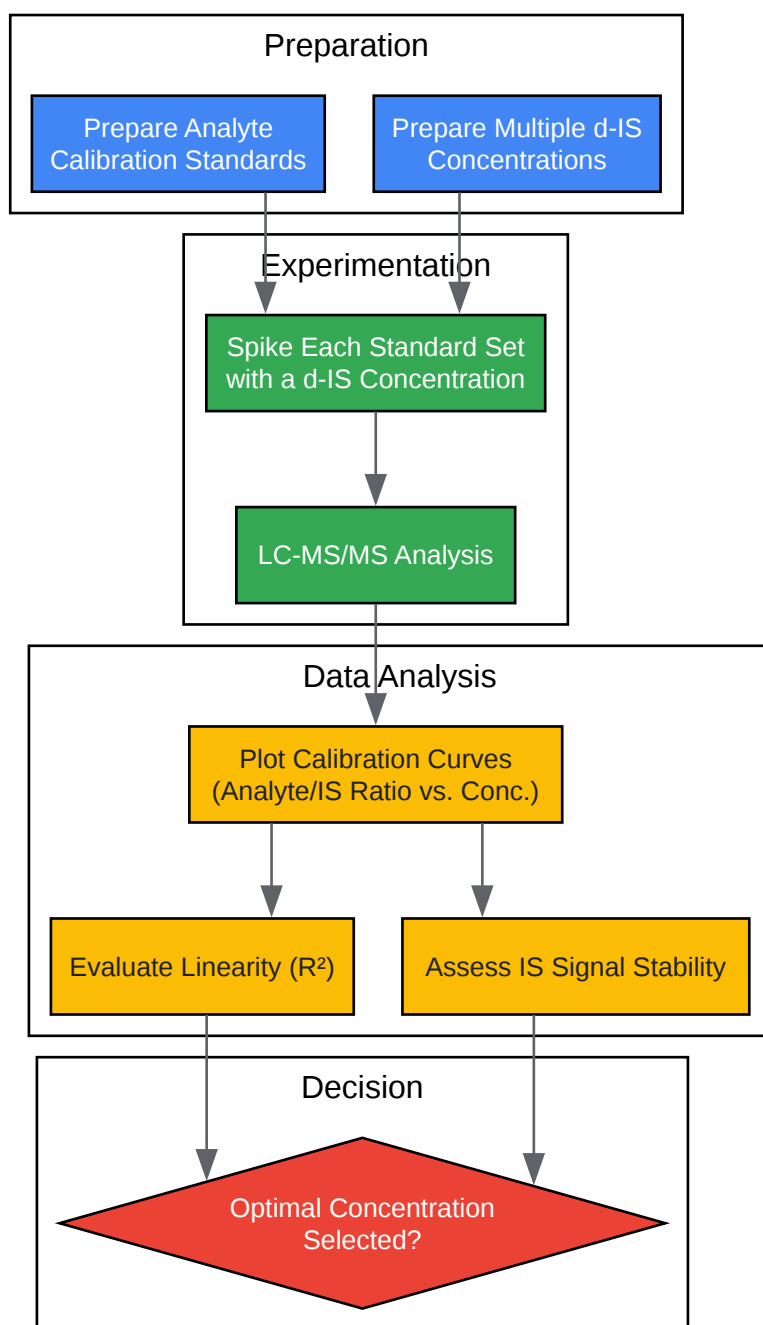 Preparation
Prepare Analyte
Calibration Standards
Prepare Multiple d-IS
Concentrations
Experimentation
Spike Each Standard Set
with a d-IS Concentration
LC-MS/MS Analysis
Data Analysis
Plot Calibration Curves
(Analyte/IS Ratio vs. Conc.)
Evaluate Linearity (R²)
Assess IS Signal Stability
Decision
Optimal Concentration
Selected?